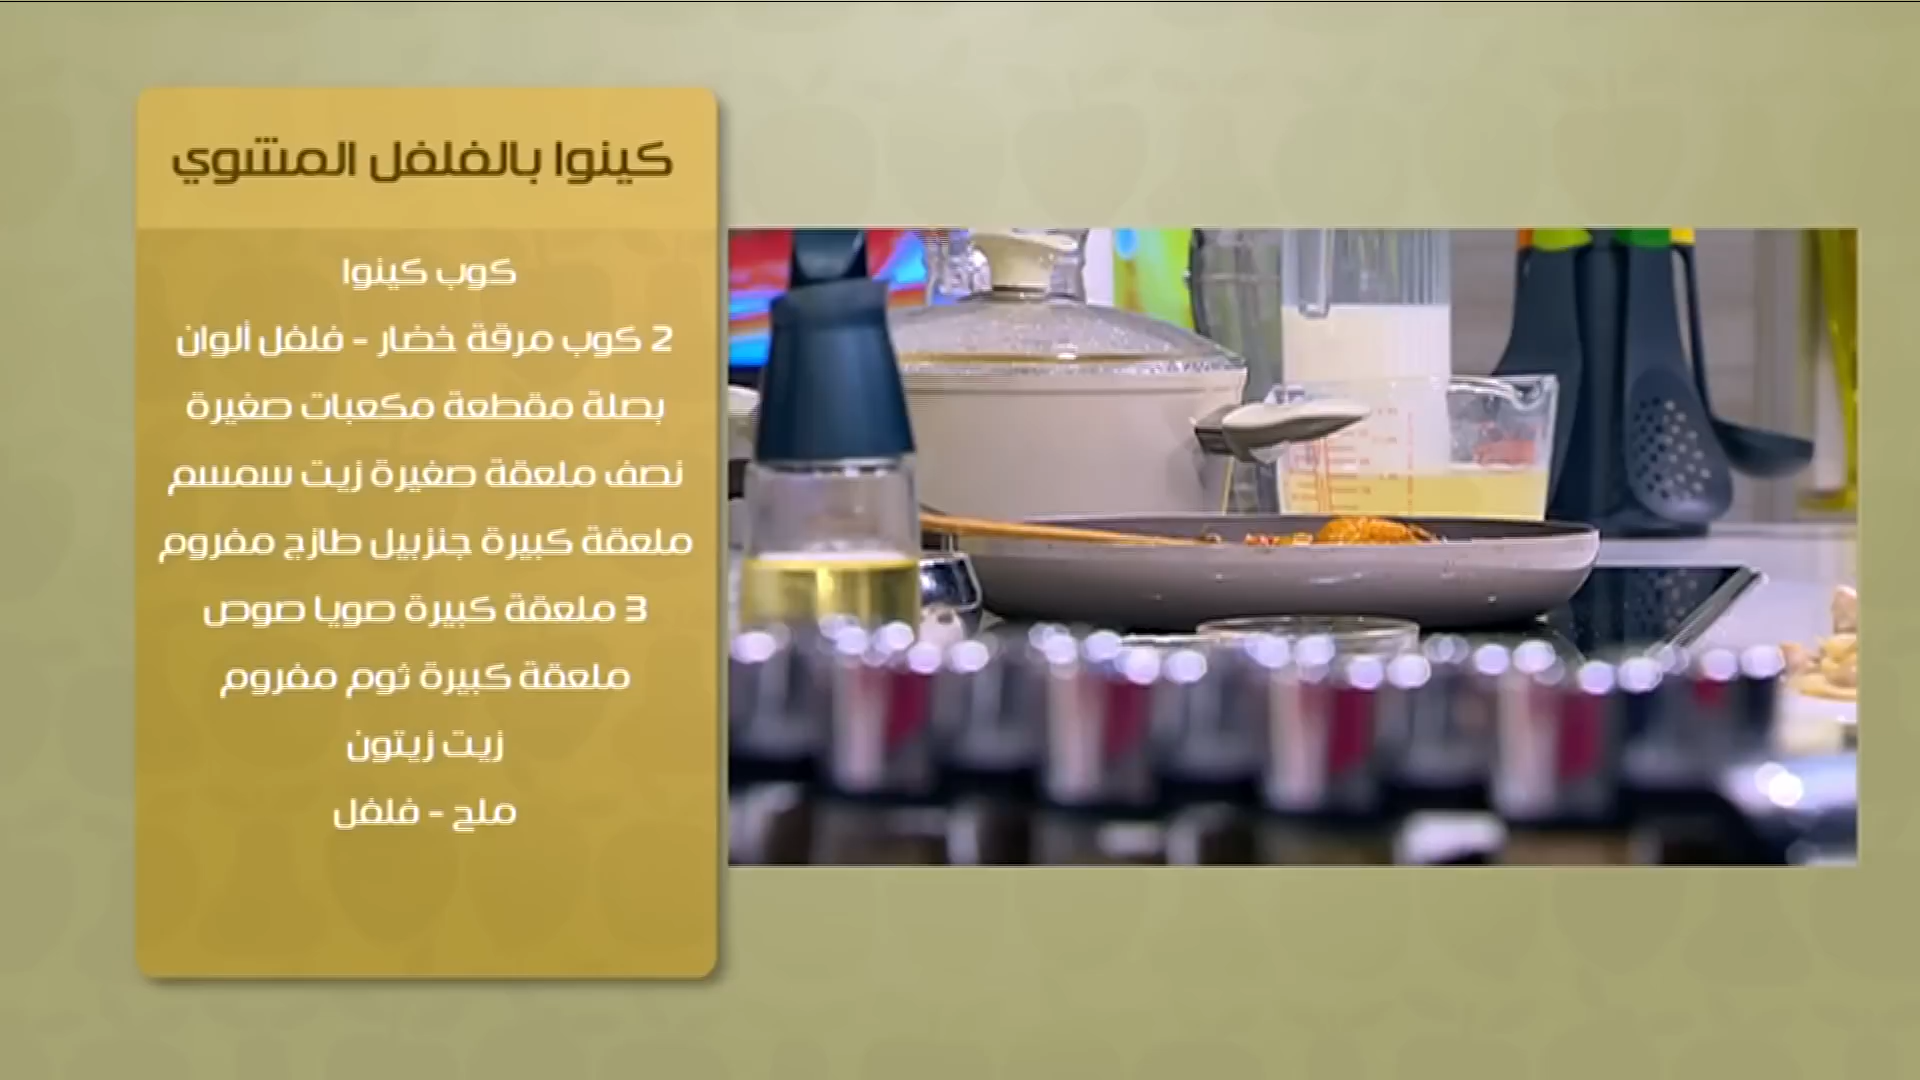 كينوا بالفلفل المشوي
كوب كينوا
2 كوب مرقة خضار - فلفل ألوان
بصلة مقطعة مكعبات صغيرة
نصف ملعقة صغيرة زيت سمسم
ملعقة كبيرة جنزبيل طازج مفروم
3 ملعقة كبيرة صويا صوص
ملعقة كبيرة ثوم مفروم
زيت زيتون
ملح - فلفل